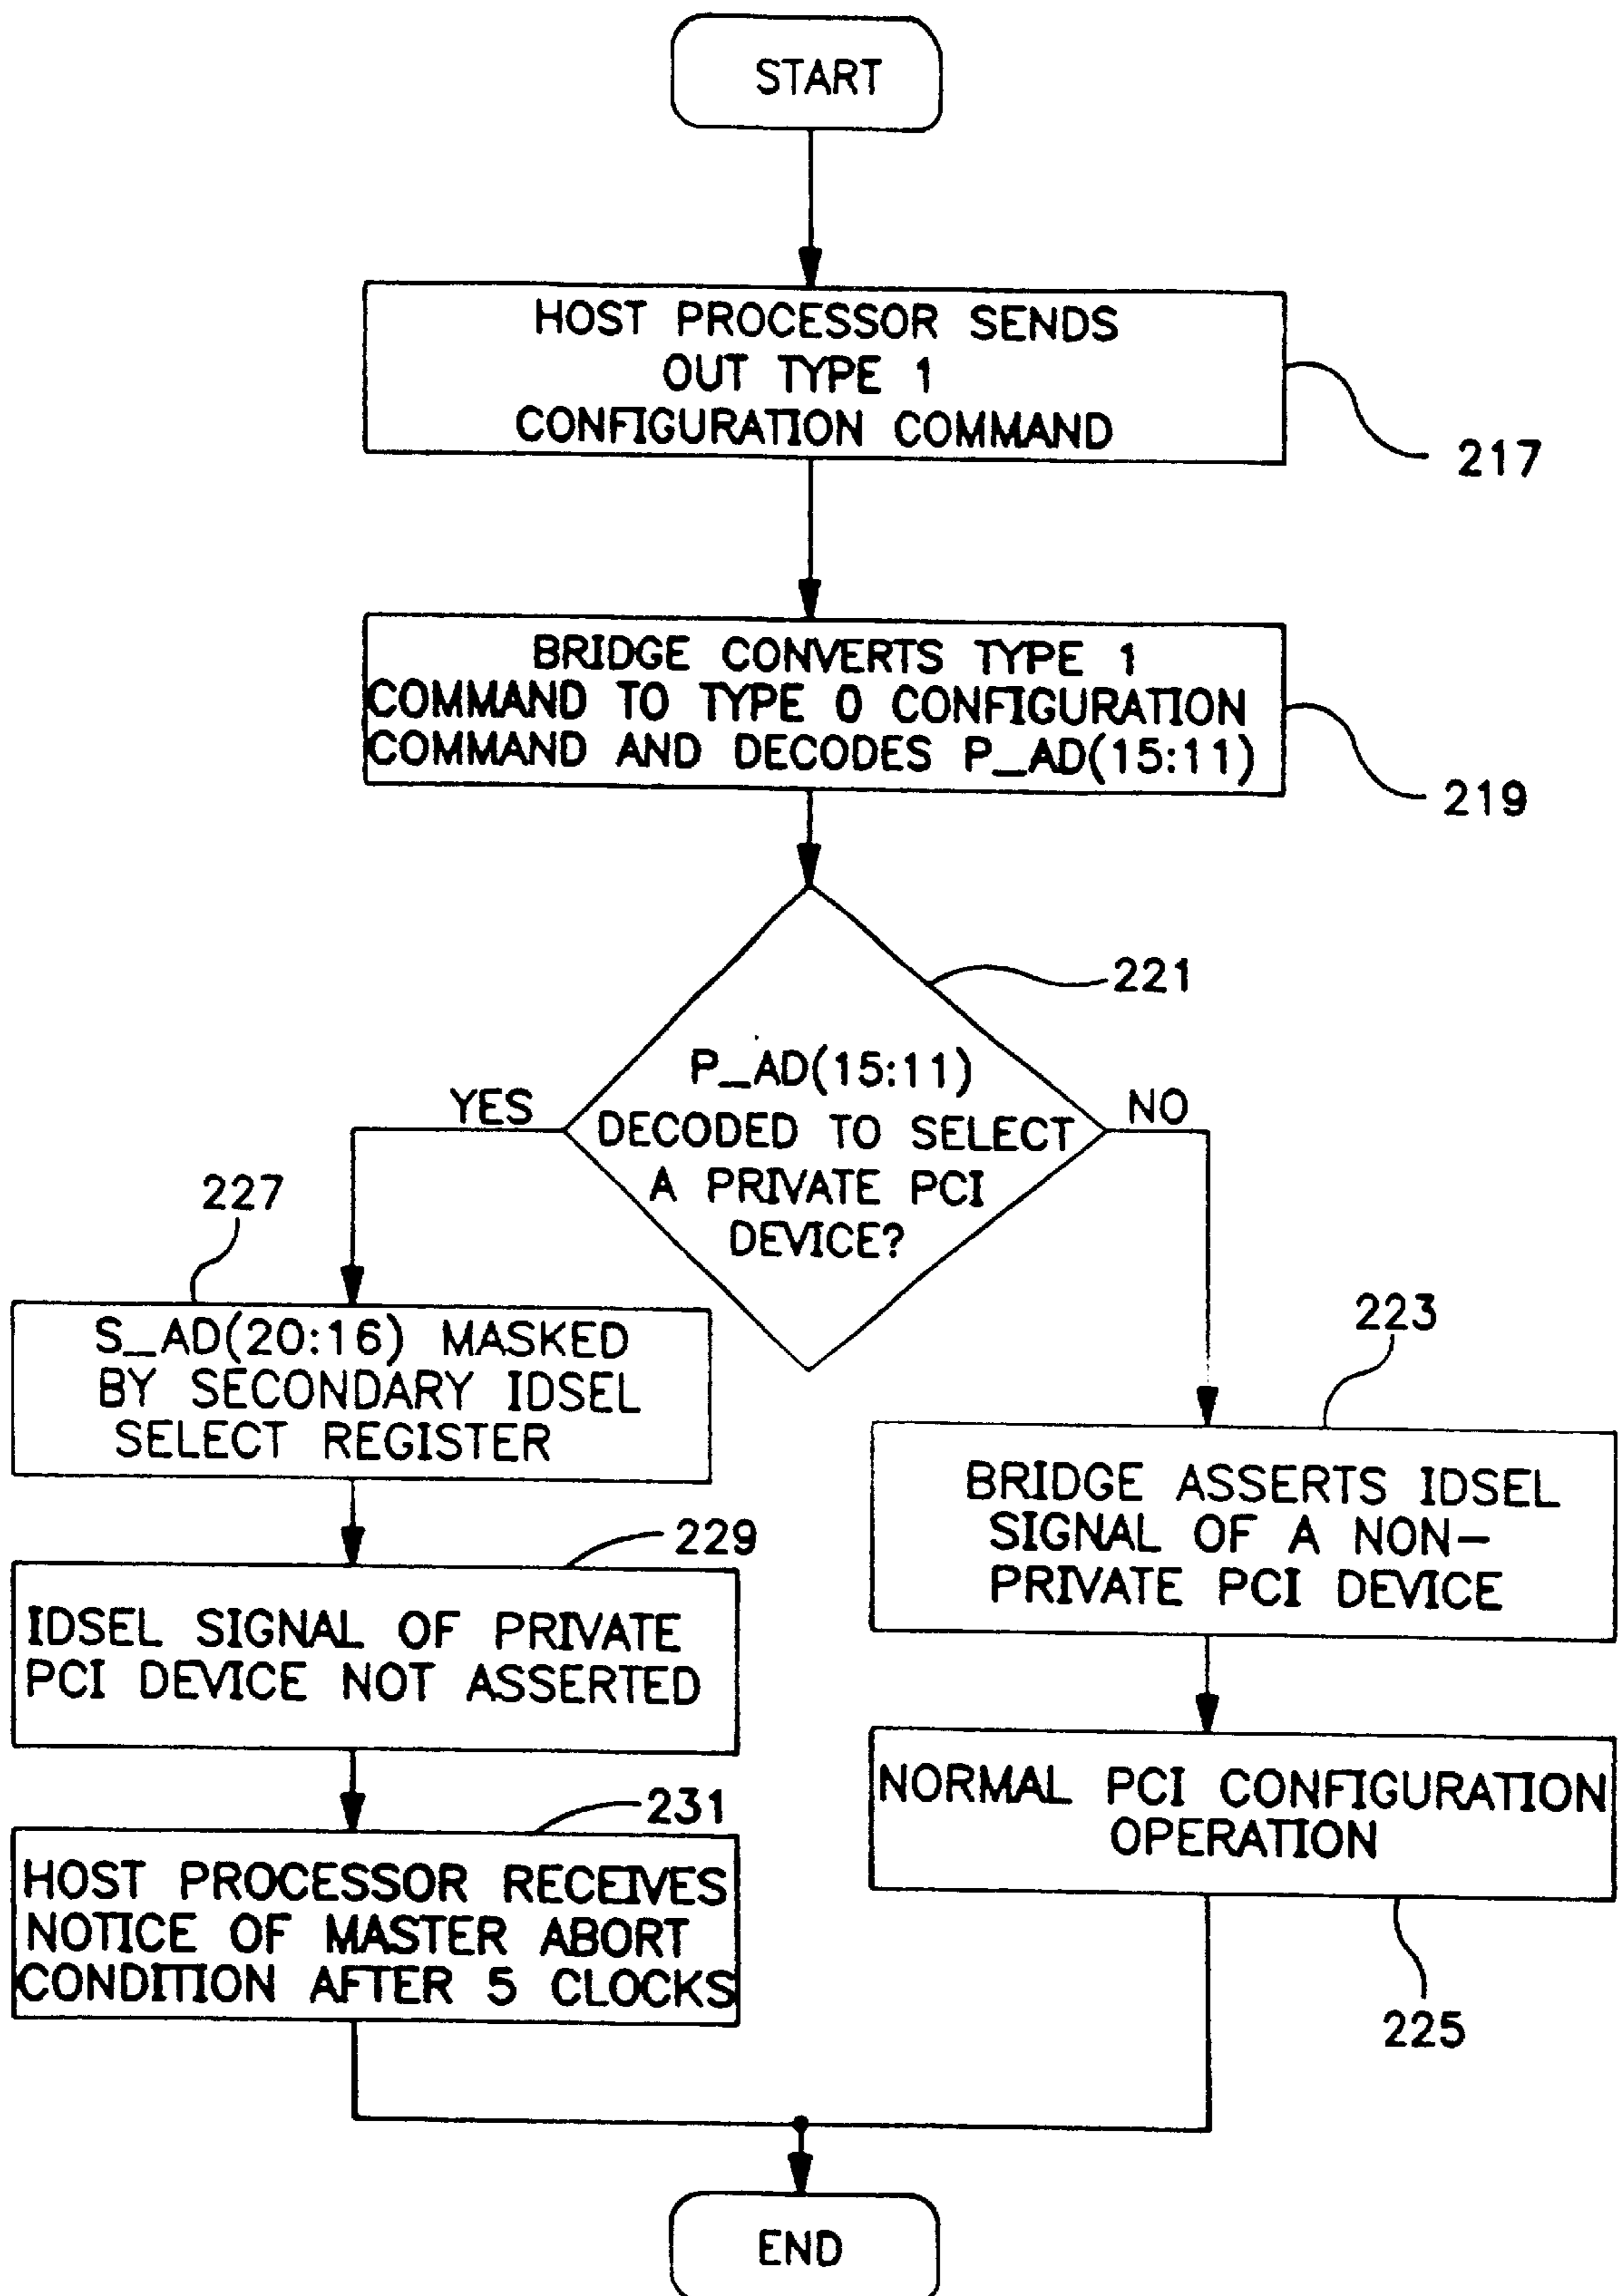 START
HOST PROCESSOR SENDS
OUT TYPE 1
CONFIGURATION COMMAND
217
BRIDGE CONVERTS TYPE 1
COMMAND TO TYPE 0 CONFIGURATION
COMMAND AND DECODES P_AD(15:11)
219
221
P_AD(15:11)
DECODED TO SELECT
A PRIVATE PCI
DEVICE?
YES
NO
227
S_AD(20:16) MASKED
BY SECONDARY IDSEL
SELECT REGISTER
223
BRIDGE ASSERTS IDSEL
SIGNAL OF A NON-
PRIVATE PCI DEVICE
229
IDSEL SIGNAL OF PRIVATE
PCI DEVICE NOT ASSERTED
NORMAL PCI CONFIGURATION
OPERATION
225
231
HOST PROCESSOR RECEIVES
NOTICE OF MASTER ABORT
CONDITION AFTER 5 CLOCKS
END